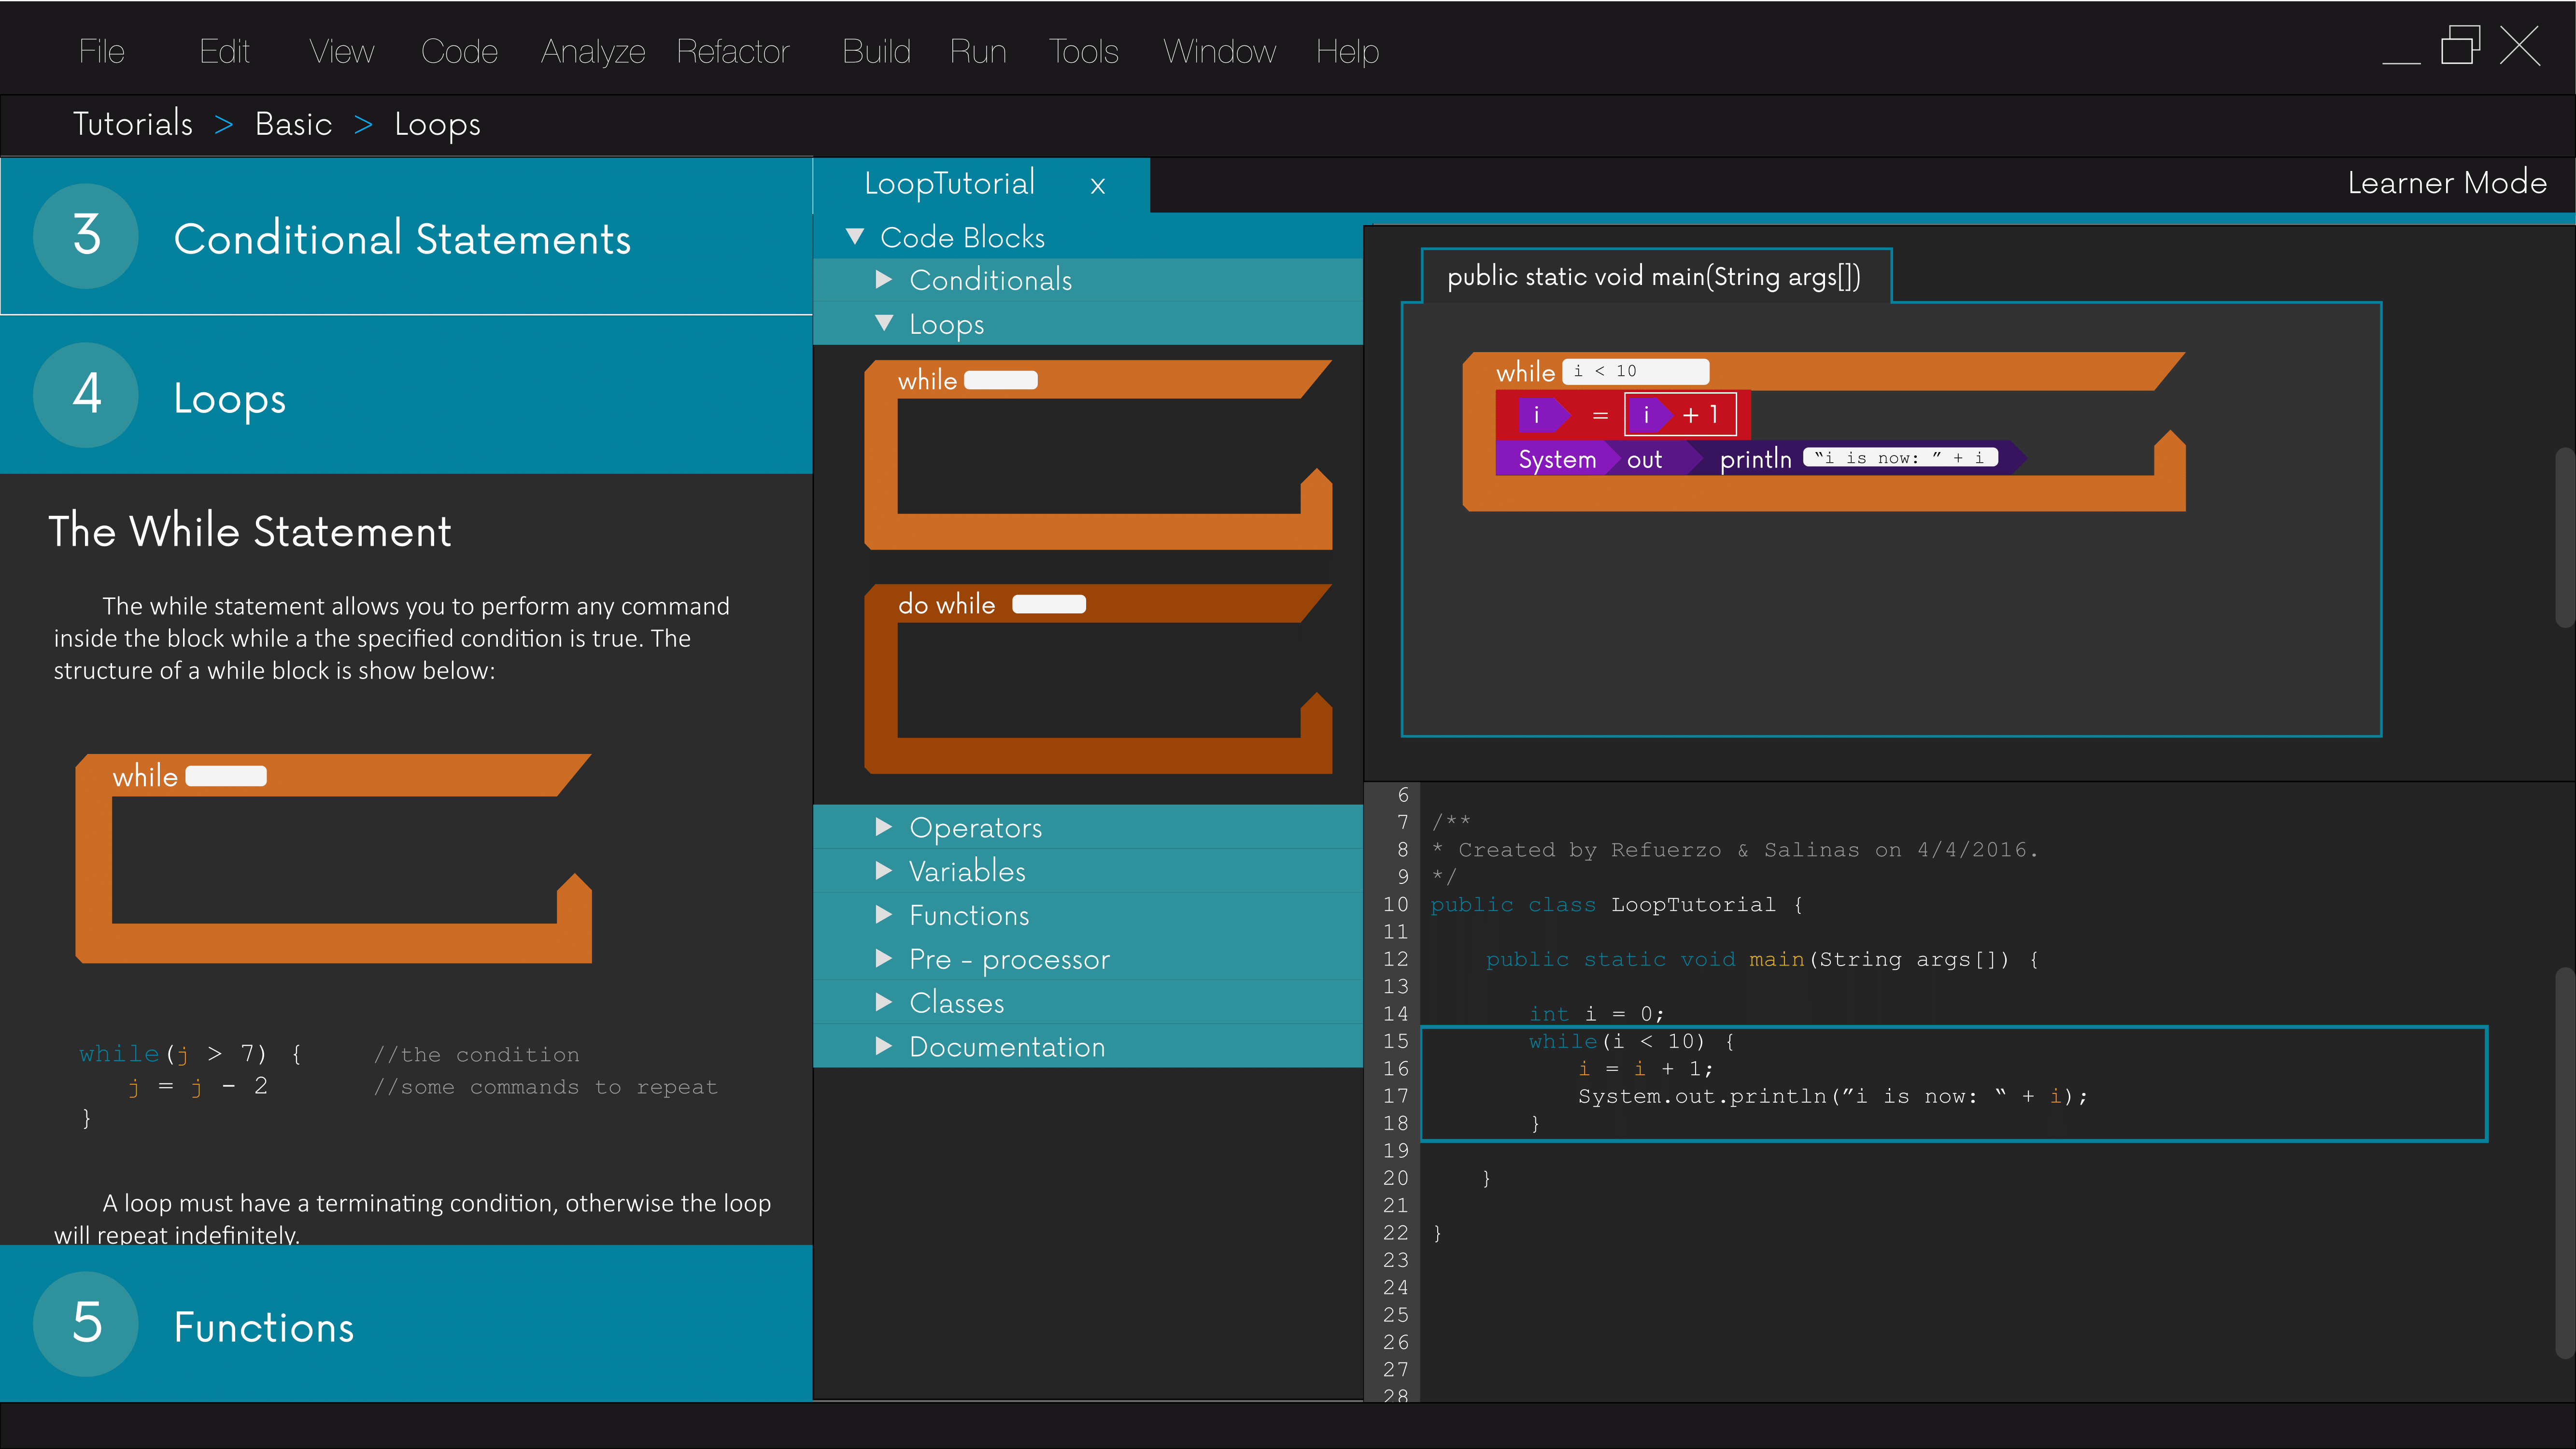 File Edit View Code Analyze Refactor Build Run Tools Window Help
Tutorials > Basic > Loops
3 Conditional Statements
4 Loops
The While Statement
The while statement allows you to perform any command
inside the block while a the specified condition is true. The
structure of a while block is show below:
while
while(j > 7) { //the condition
j = j - 2 //some commands to repeat
}
A loop must have a terminating condition, otherwise the loop
will repeat indefinitely.
5 Functions
LoopTutorial x
Learner Mode
Code Blocks
Conditionals
Loops
while
do while
Operators
Variables
Functions
Pre - processor
Classes
Documentation
public static void main(String args[])
while i < 10
i = i + 1
System out println “i is now: ” + i
6
7 /**
8 * Created by Refuerzo & Salinas on 4/4/2016.
9 */
10 public class LoopTutorial {
11
12 public static void main(String args[]) {
13
14 int i = 0;
15 while(i < 10) {
16 i = i + 1;
17 System.out.println(”i is now: “ + i);
18 }
19
20 }
21
22 }
23
24
25
26
27
28